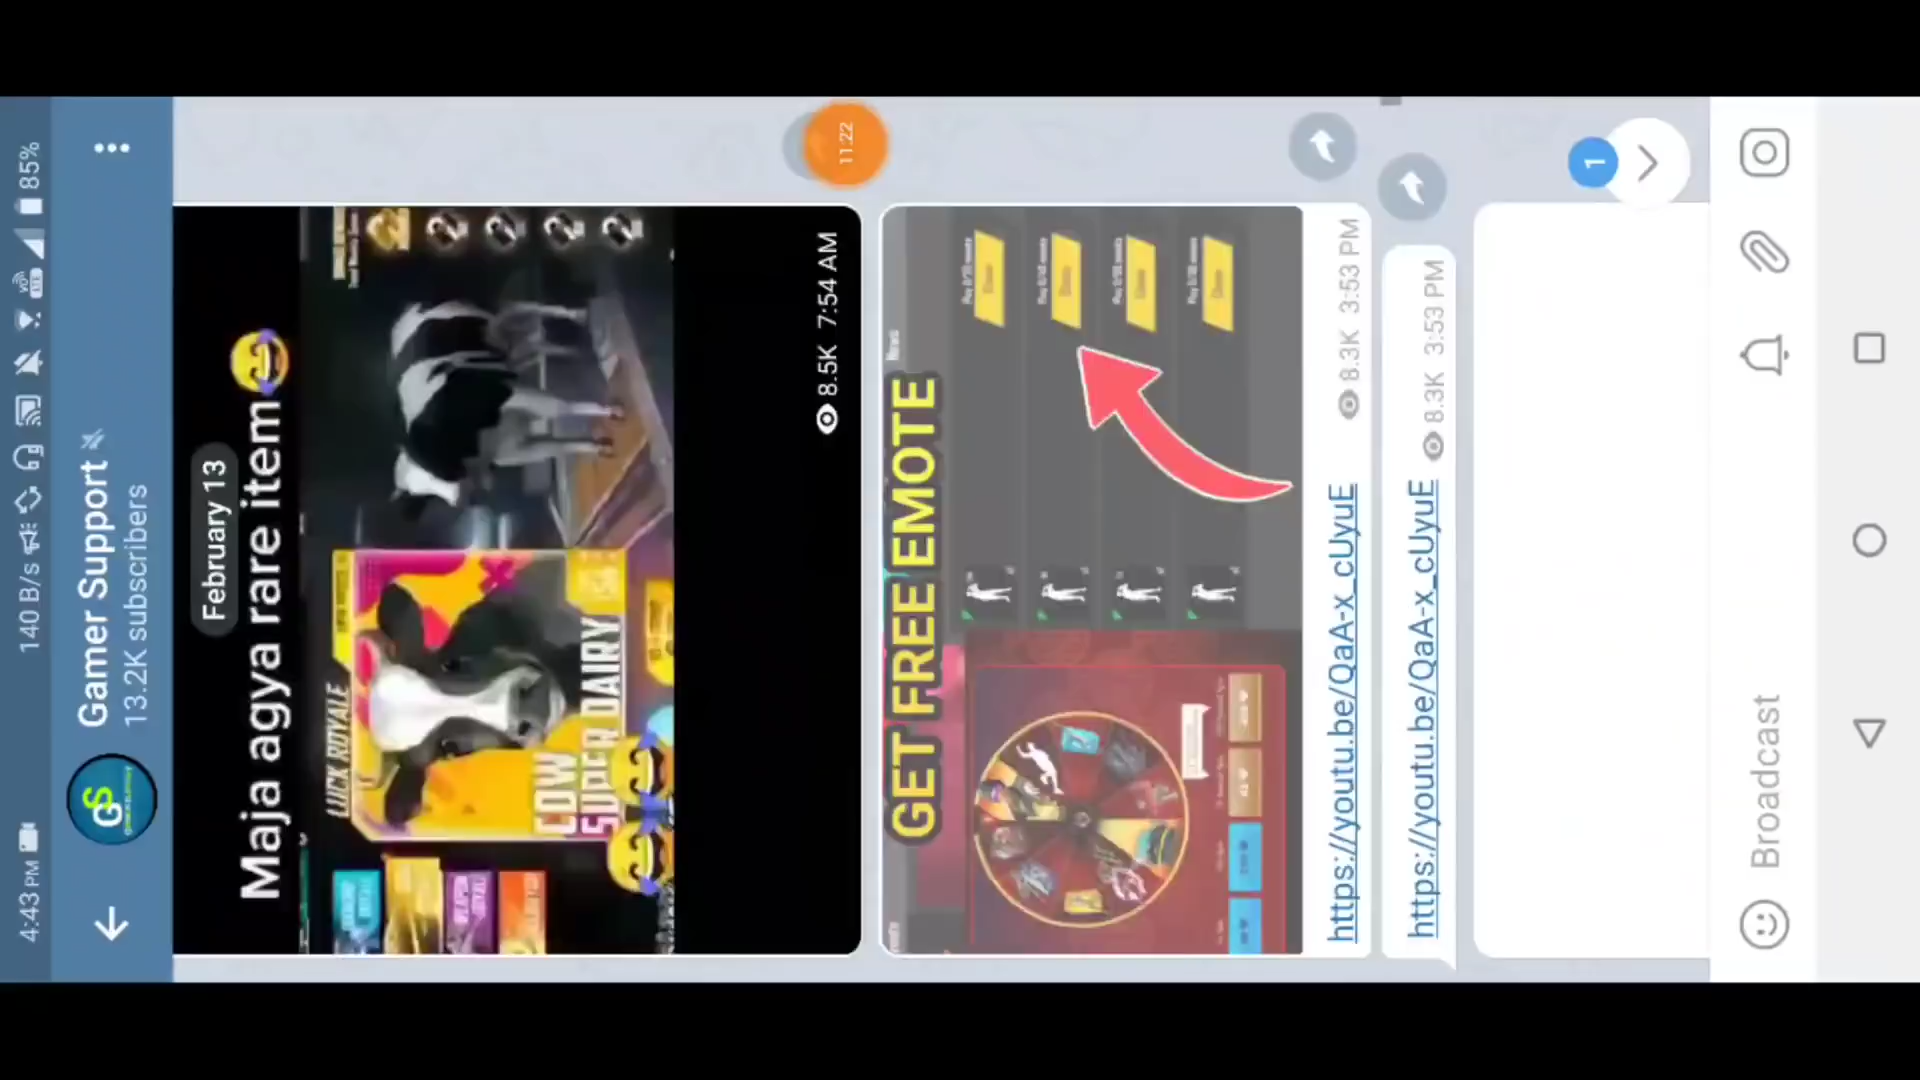 4:43 PM
140 B/s
85%
Gamer Support
13.2K subscribers
GS
February 13
Maja agya rare item😂
LUCK ROYALE
COW
SUPER DAIRY
8.5K 7:54 AM
11:22
News
GET FREE EMOTE
https://youtu.be/QaA-x_cUyuE
8.3K 3:53 PM
https://youtu.be/QaA-x_cUyuE
8.3K 3:53 PM
1
Broadcast